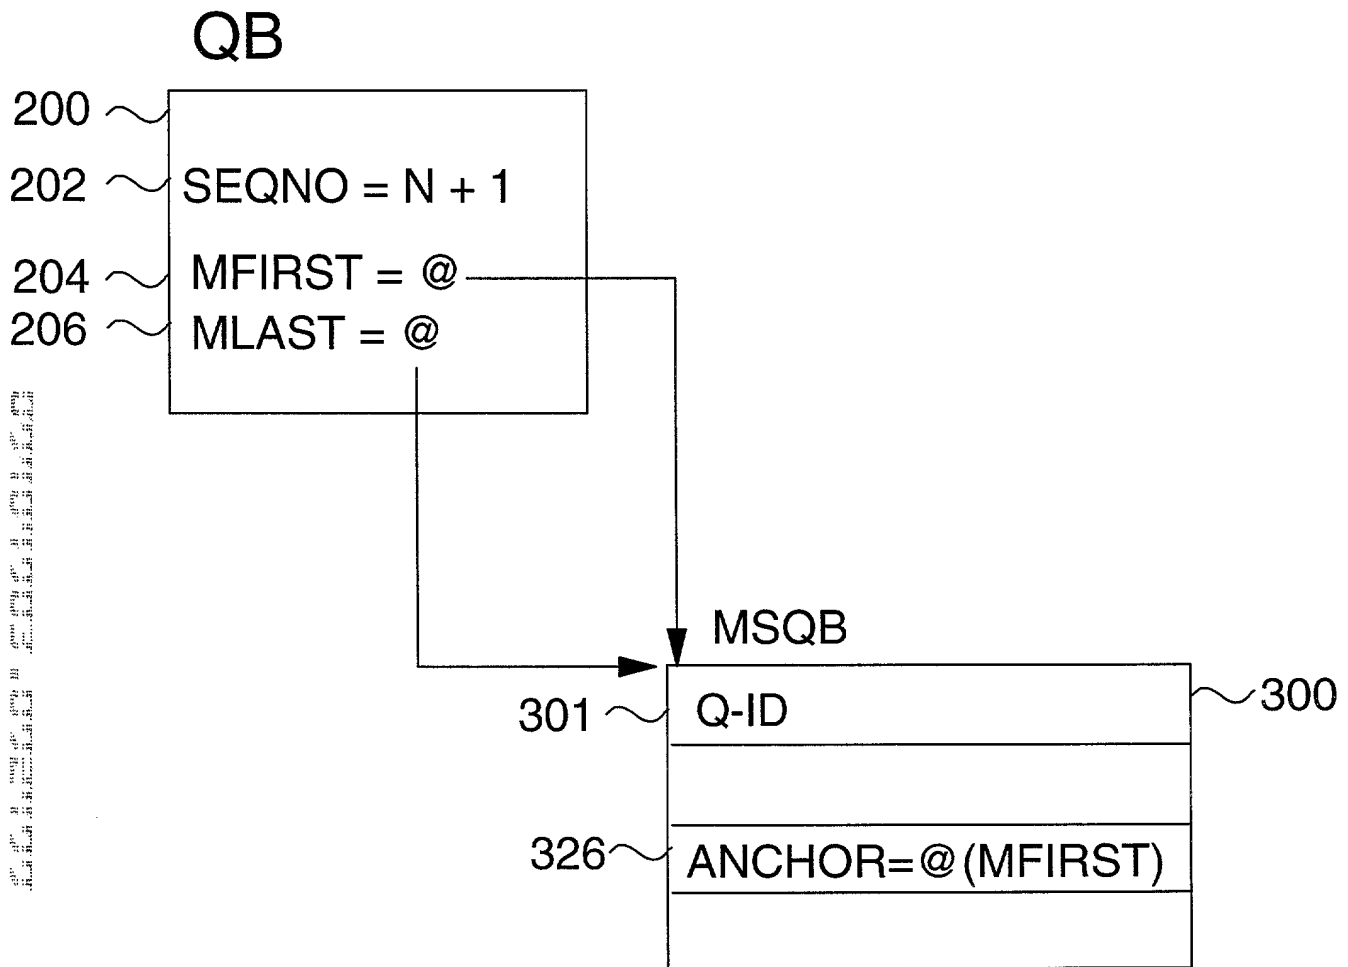 QB
200
202 SEQNO = N + 1
204 MFIRST = @
206 MLAST = @
MSQB
301 Q-ID 300
326 ANCHOR=@(MFIRST)